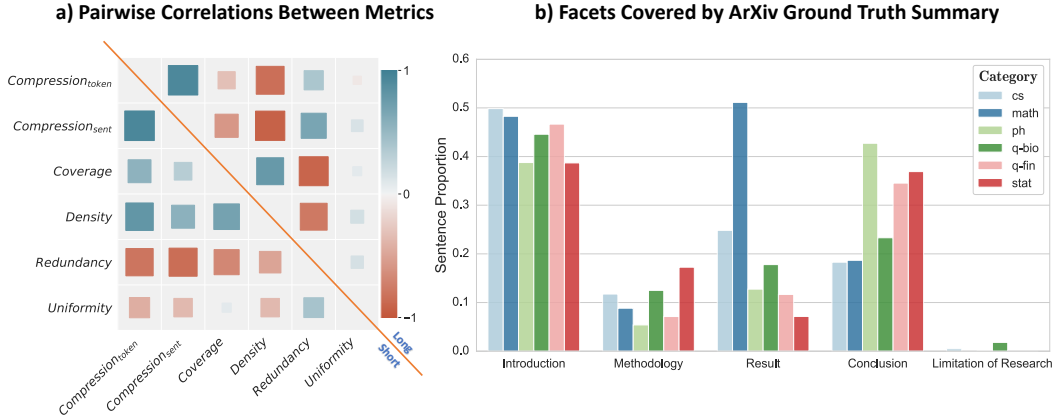 a) Pairwise Correlations Between Metrics
Compression_token
Compression_sent
Coverage
Density
Redundancy
Uniformity
1
0
−1
Compression_token
Compression_sent
Coverage
Density
Redundancy
Uniformity
Long
Short
b) Facets Covered by ArXiv Ground Truth Summary
Sentence Proportion
0.6
0.5
0.4
0.3
0.2
0.1
0.0
Category
cs
math
ph
q-bio
q-fin
stat
Introduction
Methodology
Result
Conclusion
Limitation of Research